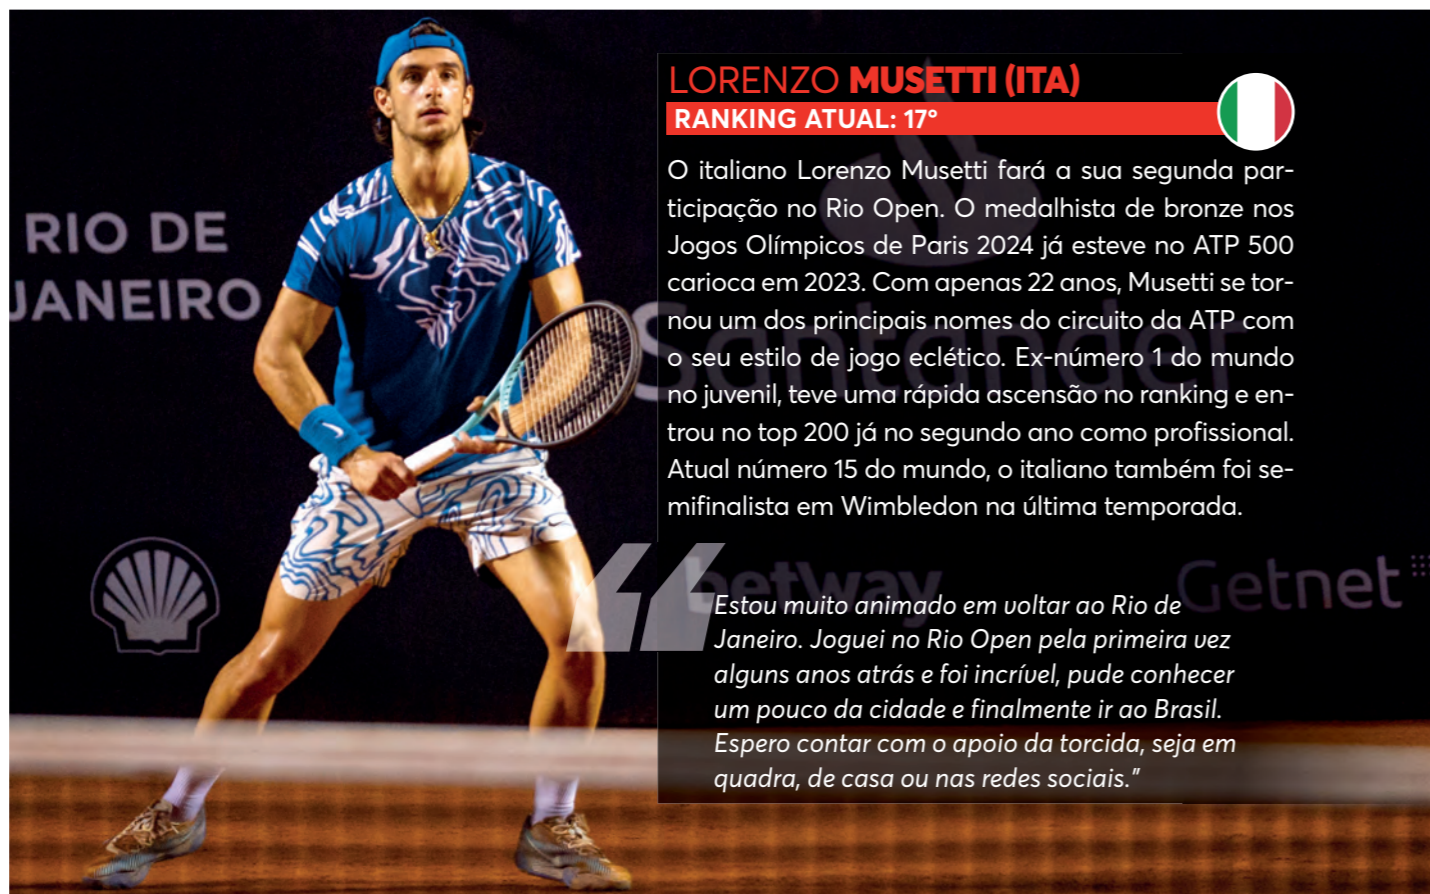 LORENZO MUSETTI (ITA)
RANKING ATUAL: 17°
O italiano Lorenzo Musetti fará a sua segunda par-
ticipação no Rio Open. O medalhista de bronze nos
Jogos Olímpicos de Paris 2024 já esteve no ATP 500
carioca em 2023. Com apenas 22 anos, Musetti se tor-
nou um dos principais nomes do circuito da ATP com
o seu estilo de jogo eclético. Ex-número 1 do mundo
no juvenil, teve uma rápida ascensão no ranking e en-
trou no top 200 já no segundo ano como profissional.
Atual número 15 do mundo, o italiano também foi se-
mifinalista em Wimbledon na última temporada.
“
Estou muito animado em voltar ao Rio de
Janeiro. Joguei no Rio Open pela primeira vez
alguns anos atrás e foi incrível, pude conhecer
um pouco da cidade e finalmente ir ao Brasil.
Espero contar com o apoio da torcida, seja em
quadra, de casa ou nas redes sociais.”
RIO DE
JANEIRO
Santander
betway
Getnet